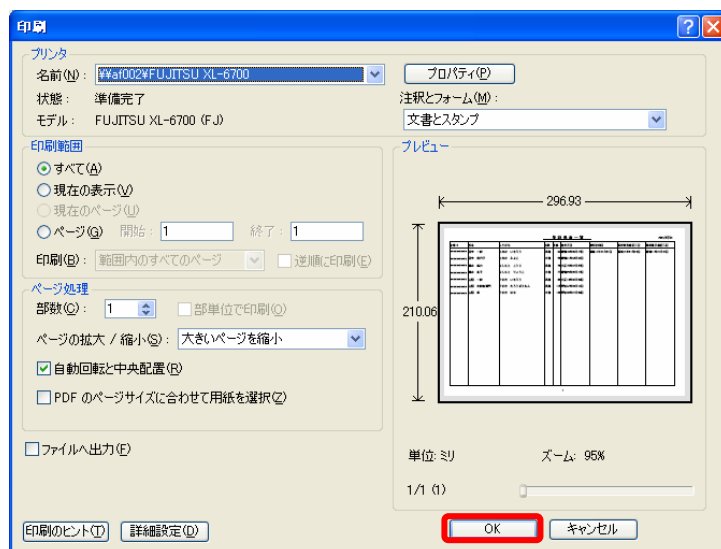 印刷
プリンタ
名前(N): ¥¥af002¥FUJITSU XL-6700
プロパティ(P)
状態: 準備完了
注釈とフォーム(M):
モデル: FUJITSU XL-6700 (FJ)
文書とスタンプ
印刷範囲
すべて(A)
現在の表示(V)
現在のページ(U)
ページ(G) 開始: 1 終了: 1
印刷(B): 範囲内のすべてのページ 逆順に印刷(E)
ページ処理
部数(C): 1 部単位で印刷(O)
ページの拡大 / 縮小(S): 大きいページを縮小
自動回転と中央配置(R)
PDF のページサイズに合わせて用紙を選択(Z)
ファイルへ出力(F)
プレビュー
296.93
210.06
単位: ミリ ズーム: 95%
1/1 (1)
印刷のヒント(T) 詳細設定(D) OK キャンセル